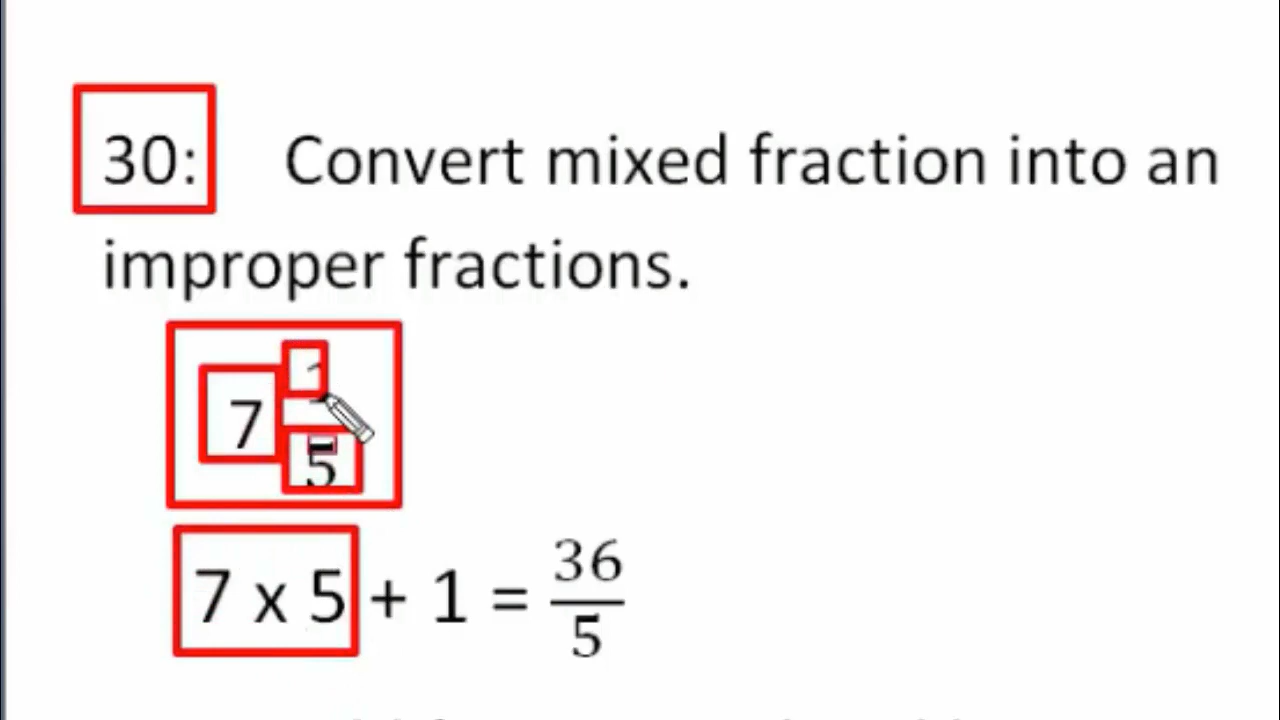 30: Convert mixed fraction into an
improper fractions.
7 1/5
7 x 5 + 1 = 36/5